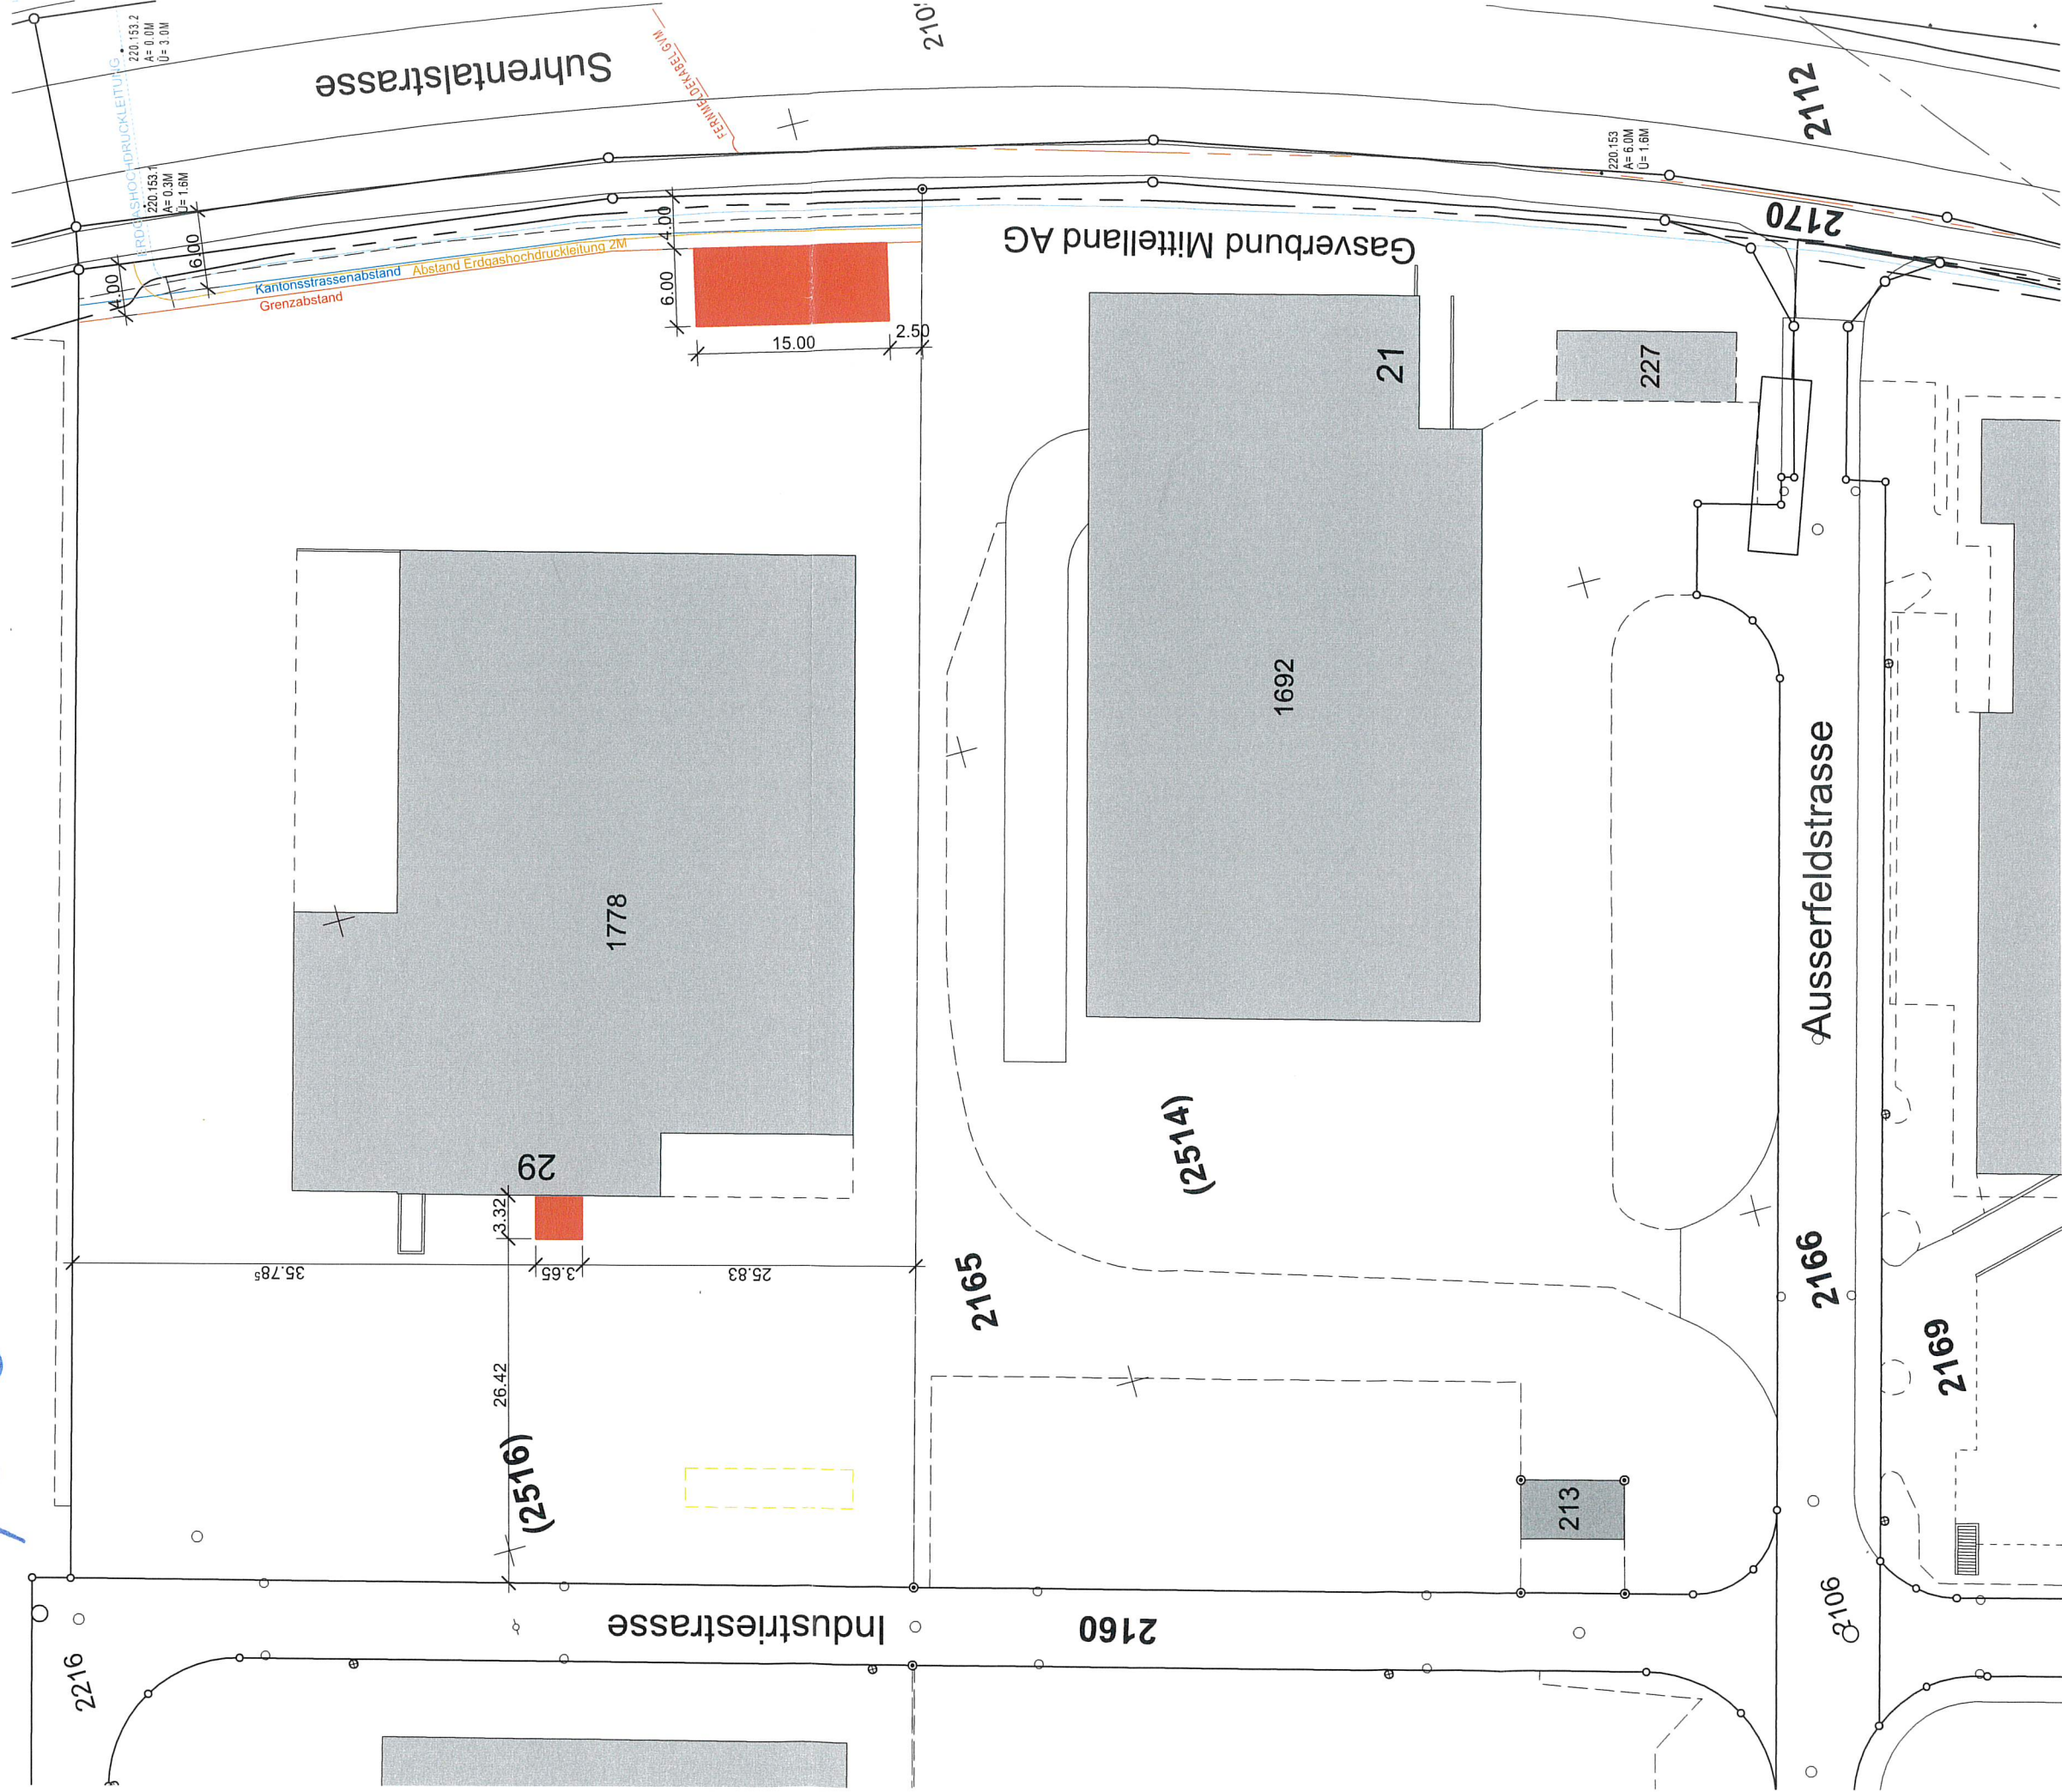 220.153.2
A= 0.0M
Ü= 3.0M
Suhrentalstrasse
FERNMELDEKABEL GVM
ERDGASHOCHDRUCKLEITUNG
220.153.1
A= 0.3M
Ü= 1.6M
2112
220.153
A= 6.0M
Ü= 1.6M
2170
4.00
6.00
Kantonsstrassenabstand
Abstand Erdgashochdruckleitung 2M
Grenzabstand
4.00
6.00
15.00
2.50
Gasverbund Mittelland AG
21
227
1692
1778
29
Ausserfeldstrasse
3.32
35.78⁵
3.65
25.83
(2514)
2165
2166
2169
26.42
(2516)
213
Industriestrasse
2160
2106
2216